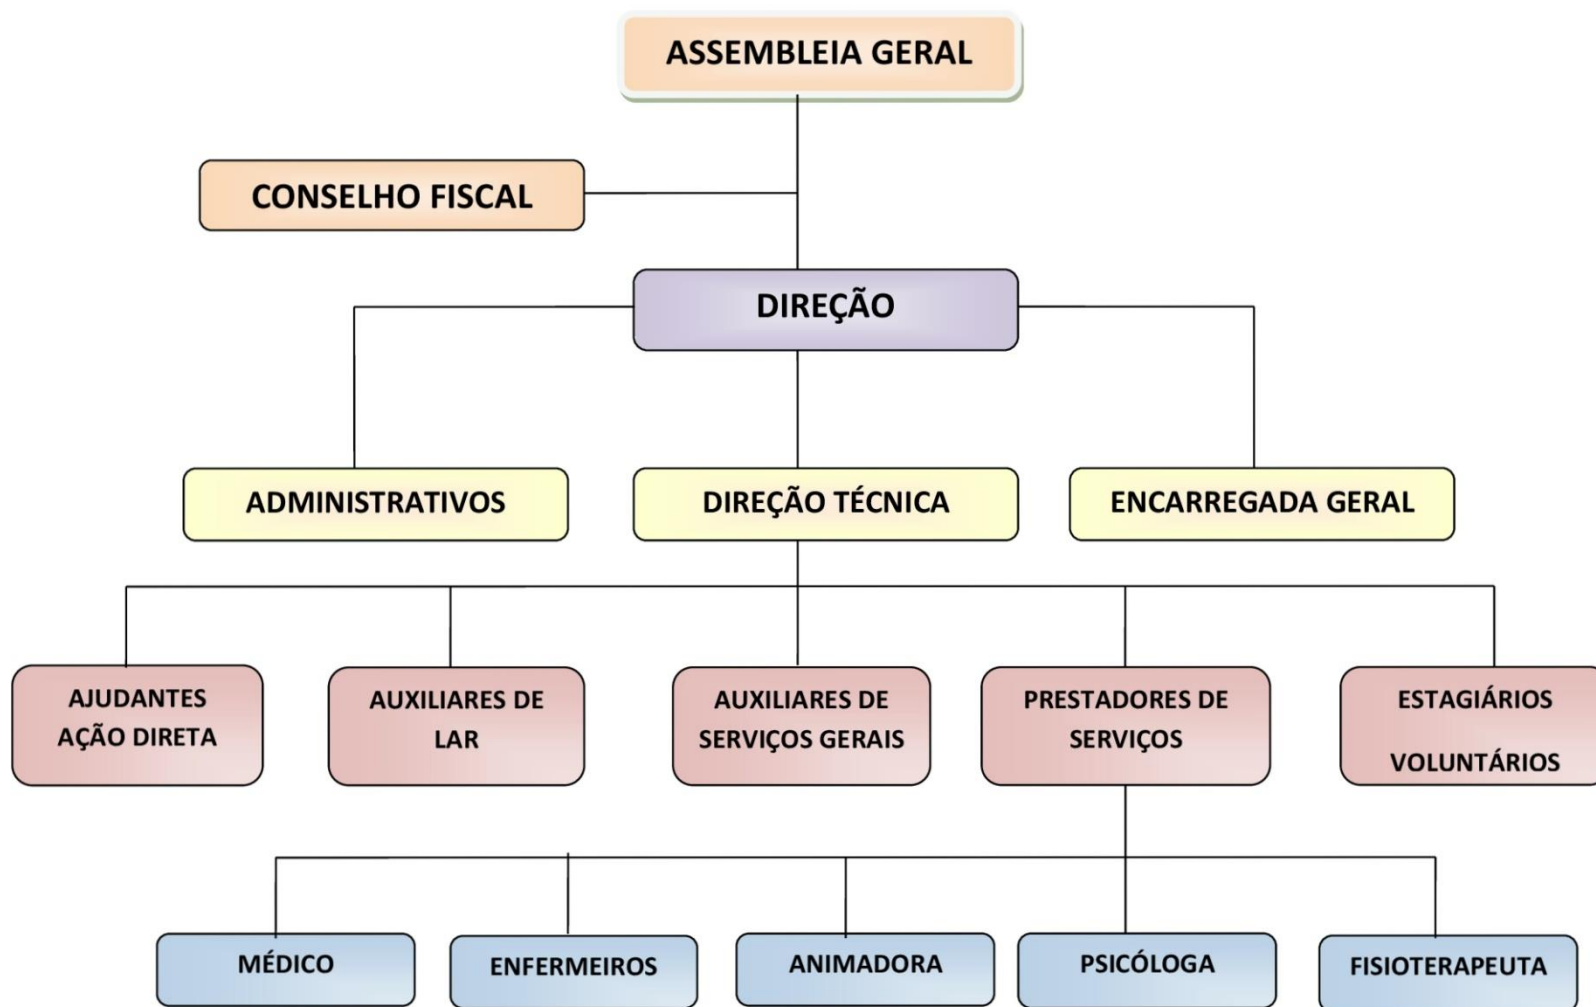 ASSEMBLEIA GERAL
CONSELHO FISCAL
DIREÇÃO
ADMINISTRATIVOS
DIREÇÃO TÉCNICA
ENCARREGADA GERAL
AJUDANTES
AÇÃO DIRETA
AUXILIARES DE
LAR
AUXILIARES DE
SERVIÇOS GERAIS
PRESTADORES DE
SERVIÇOS
ESTAGIÁRIOS
VOLUNTÁRIOS
MÉDICO
ENFERMEIROS
ANIMADORA
PSICÓLOGA
FISIOTERAPEUTA